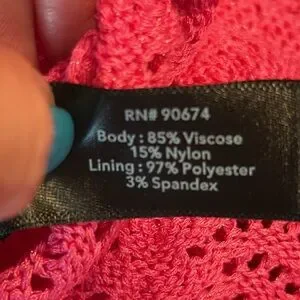 RN# 90674
Body : 85% Viscose
15% Nylon
Lining : 97% Polyester
3% Spandex